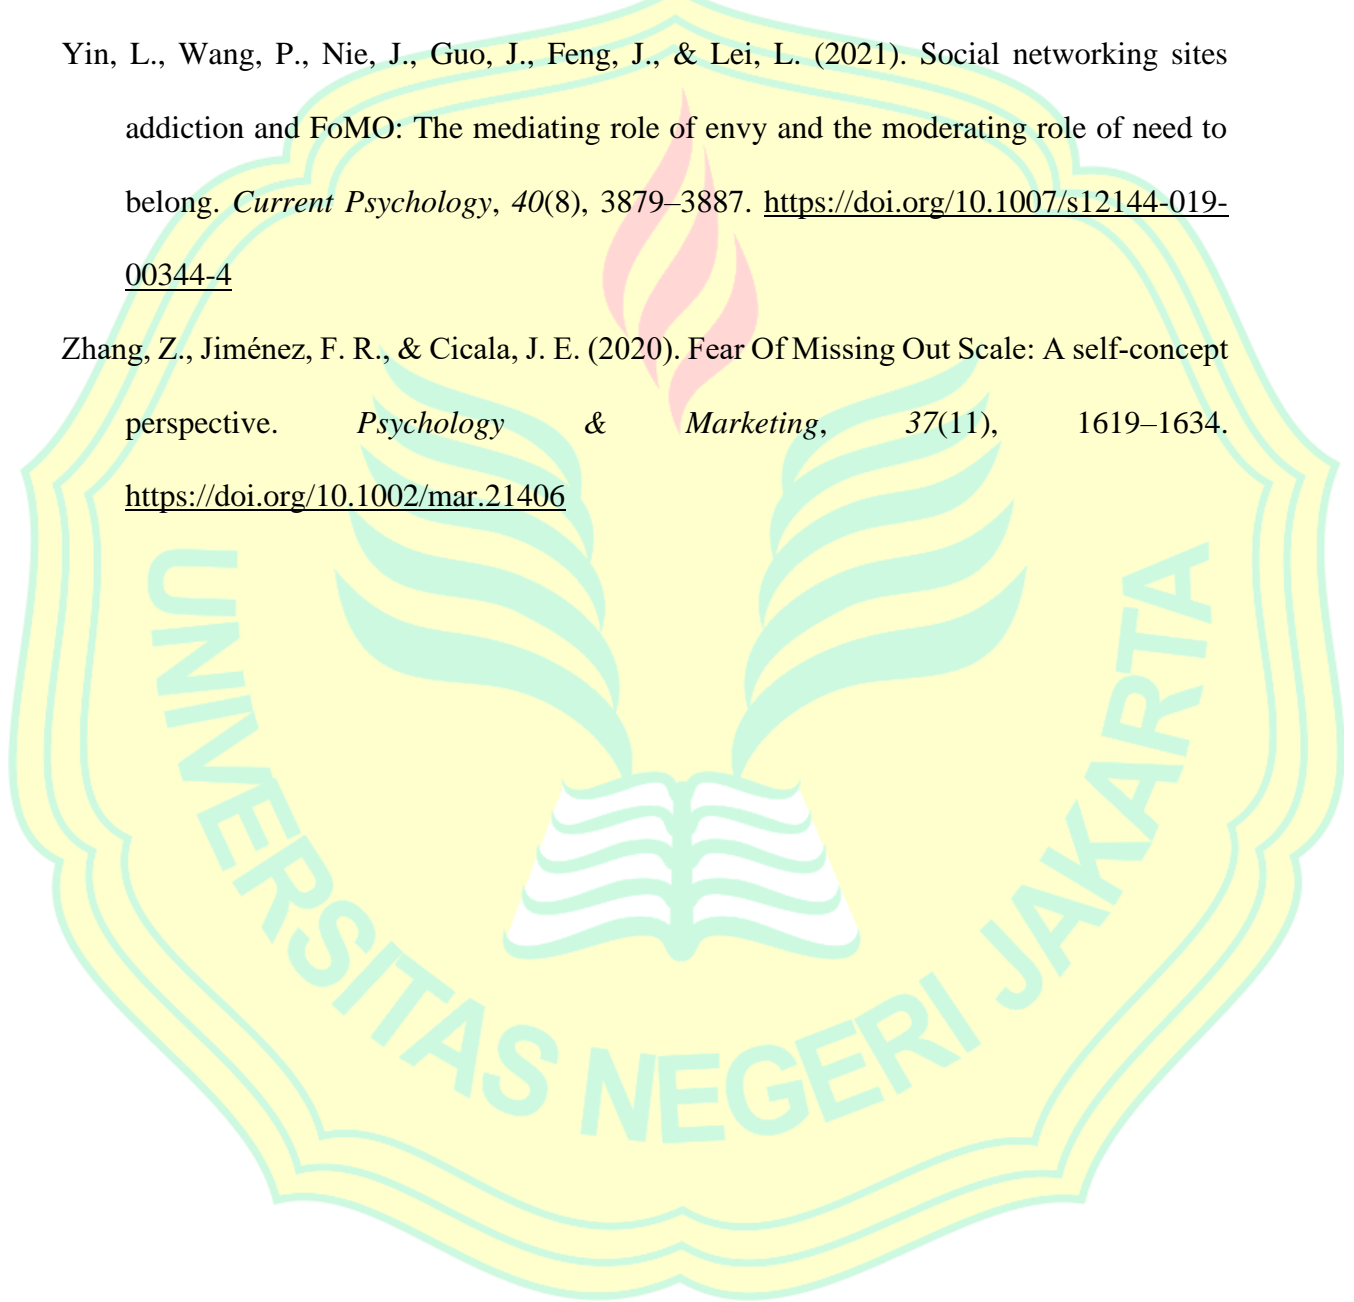 Yin, L., Wang, P., Nie, J., Guo, J., Feng, J., & Lei, L. (2021). Social networking sites
addiction and FoMO: The mediating role of envy and the moderating role of need to
belong. Current Psychology, 40(8), 3879–3887. https://doi.org/10.1007/s12144-019-
00344-4
Zhang, Z., Jiménez, F. R., & Cicala, J. E. (2020). Fear Of Missing Out Scale: A self-concept
perspective. Psychology & Marketing, 37(11), 1619–1634.
https://doi.org/10.1002/mar.21406
UNIVERSITAS NEGERI JAKARTA